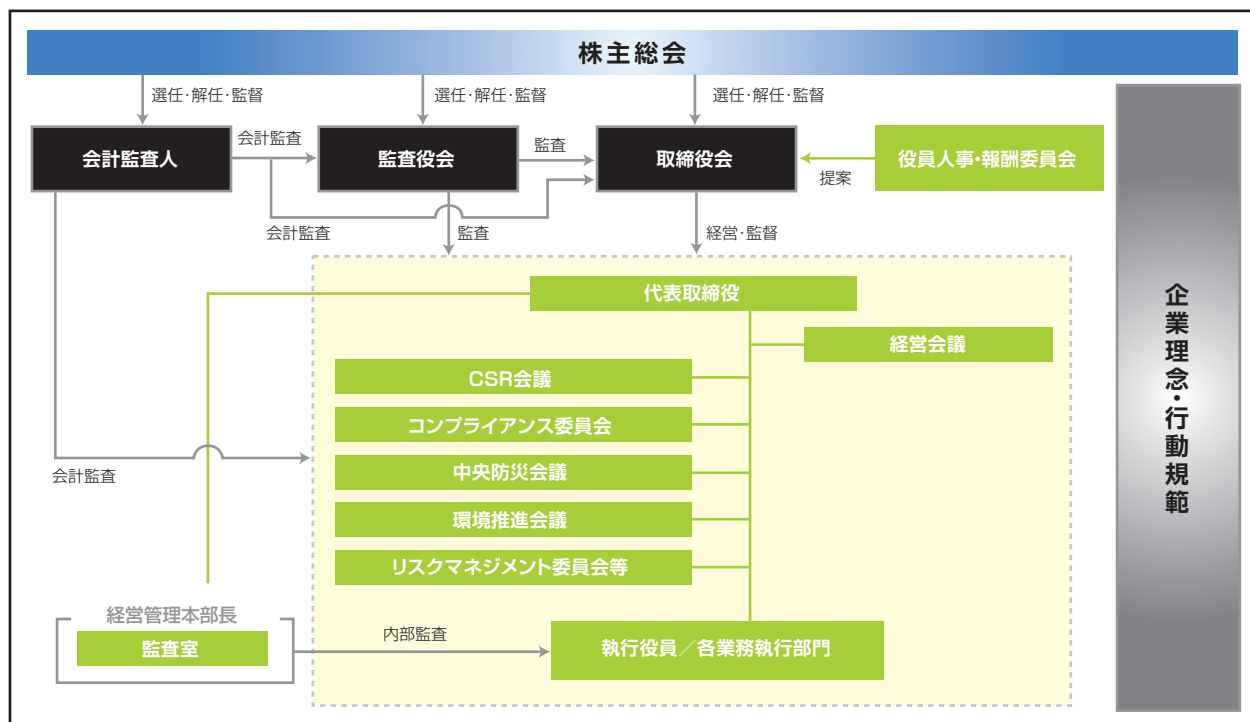 株主総会
選任・解任・監督
選任・解任・監督
選任・解任・監督
会計監査人
会計監査
監査役会
監査
取締役会
提案
役員人事・報酬委員会
会計監査
監査
経営・監督
代表取締役
経営会議
CSR会議
コンプライアンス委員会
会計監査
中央防災会議
環境推進会議
リスクマネジメント委員会等
経営管理本部長
監査室
内部監査
執行役員／各業務執行部門
企業理念・行動規範